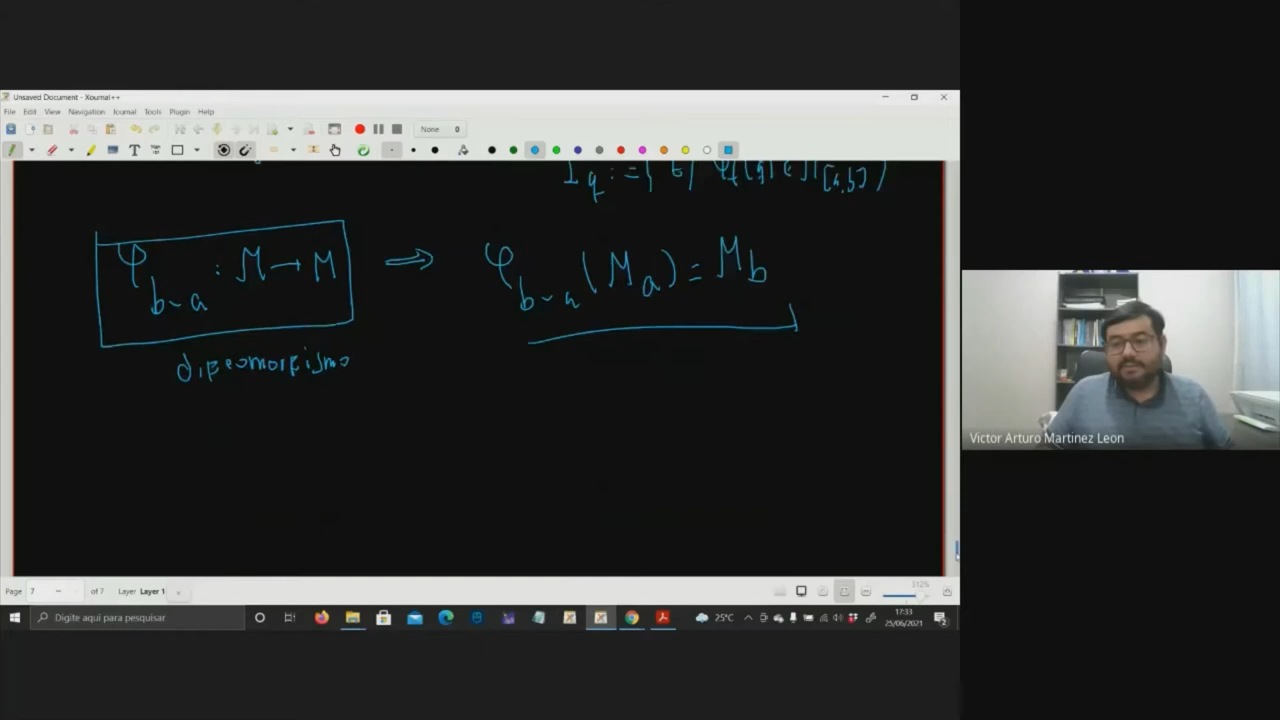 Unsaved Document - Xournal++
File Edit View Navigation Journal Tools Plugin Help
None 0
φ_{b-a} : M → M ⇒ φ_{b-a}(M_a) = M_b
difeomorfismo
Victor Arturo Martinez Leon
Page 7 of 7 Layer Layer 1
312%
Digite aqui para pesquisar
25°C
17:33
25/06/2021
2